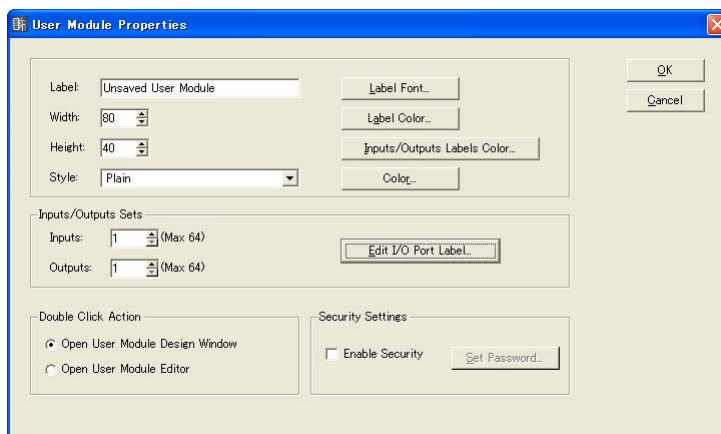 User Module Properties
Label: Unsaved User Module Label Font... OK
Width: 80 Label Color... Cancel
Height: 40 Inputs/Outputs Labels Color...
Style: Plain Color...
Inputs/Outputs Sets
Inputs: 1 (Max 64)
Edit I/O Port Label...
Outputs: 1 (Max 64)
Double Click Action
Open User Module Design Window
Open User Module Editor
Security Settings
Enable Security Set Password...